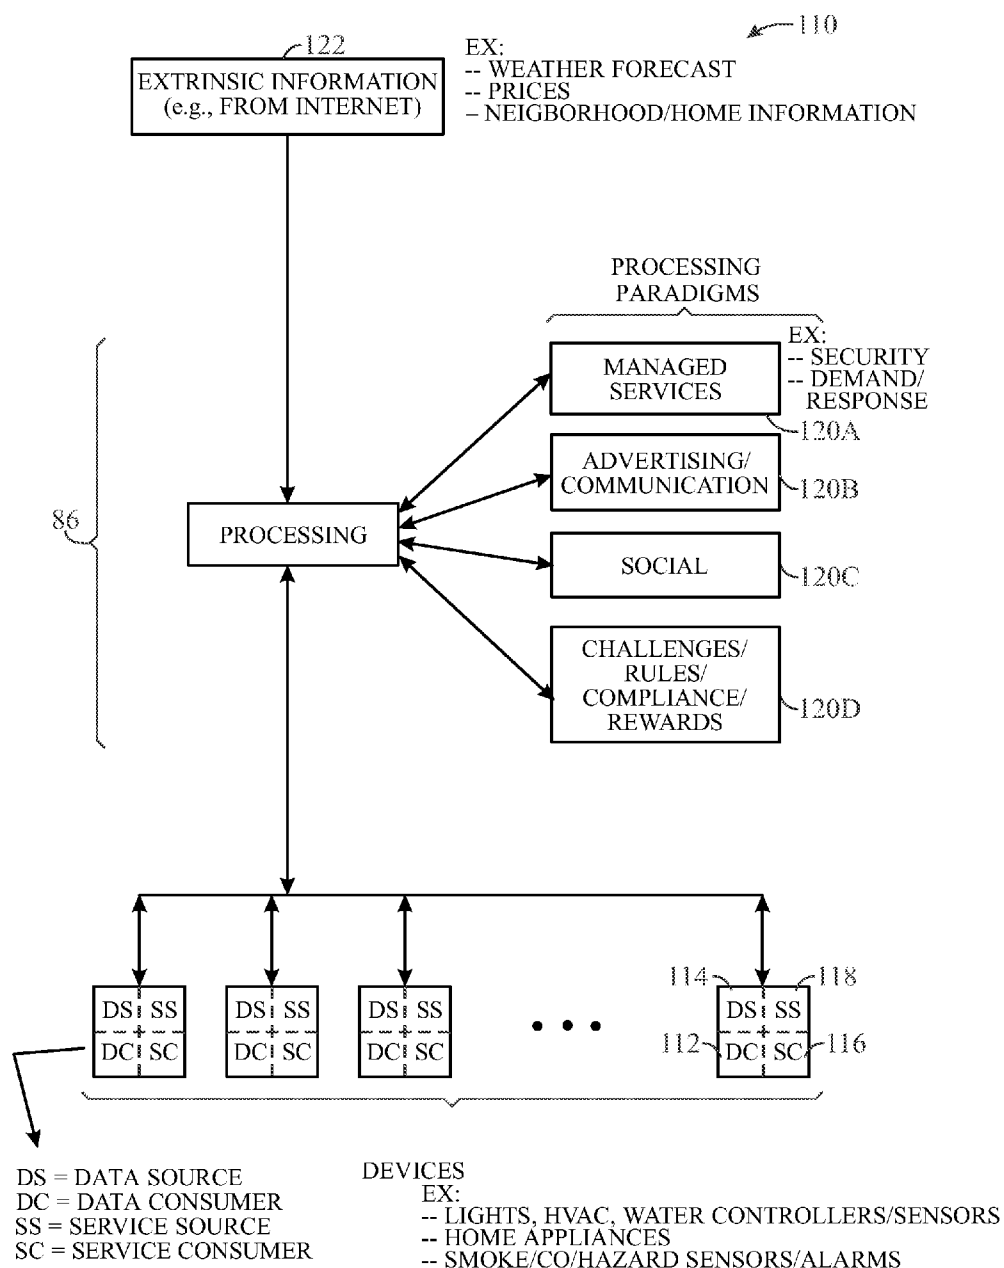 110
122
EXTRINSIC INFORMATION
(e.g., FROM INTERNET)
EX:
-- WEATHER FORECAST
-- PRICES
– NEIGBORHOOD/HOME INFORMATION
PROCESSING
PARADIGMS
MANAGED
SERVICES
EX:
-- SECURITY
-- DEMAND/
RESPONSE
120A
ADVERTISING/
COMMUNICATION
120B
86
PROCESSING
SOCIAL
120C
CHALLENGES/
RULES/
COMPLIANCE/
REWARDS
120D
114
118
DS SS
DC SC
DS SS
DC SC
DS SS
DC SC
DS SS
DC SC
112
116
DS = DATA SOURCE
DC = DATA CONSUMER
SS = SERVICE SOURCE
SC = SERVICE CONSUMER
DEVICES
EX:
-- LIGHTS, HVAC, WATER CONTROLLERS/SENSORS
-- HOME APPLIANCES
-- SMOKE/CO/HAZARD SENSORS/ALARMS